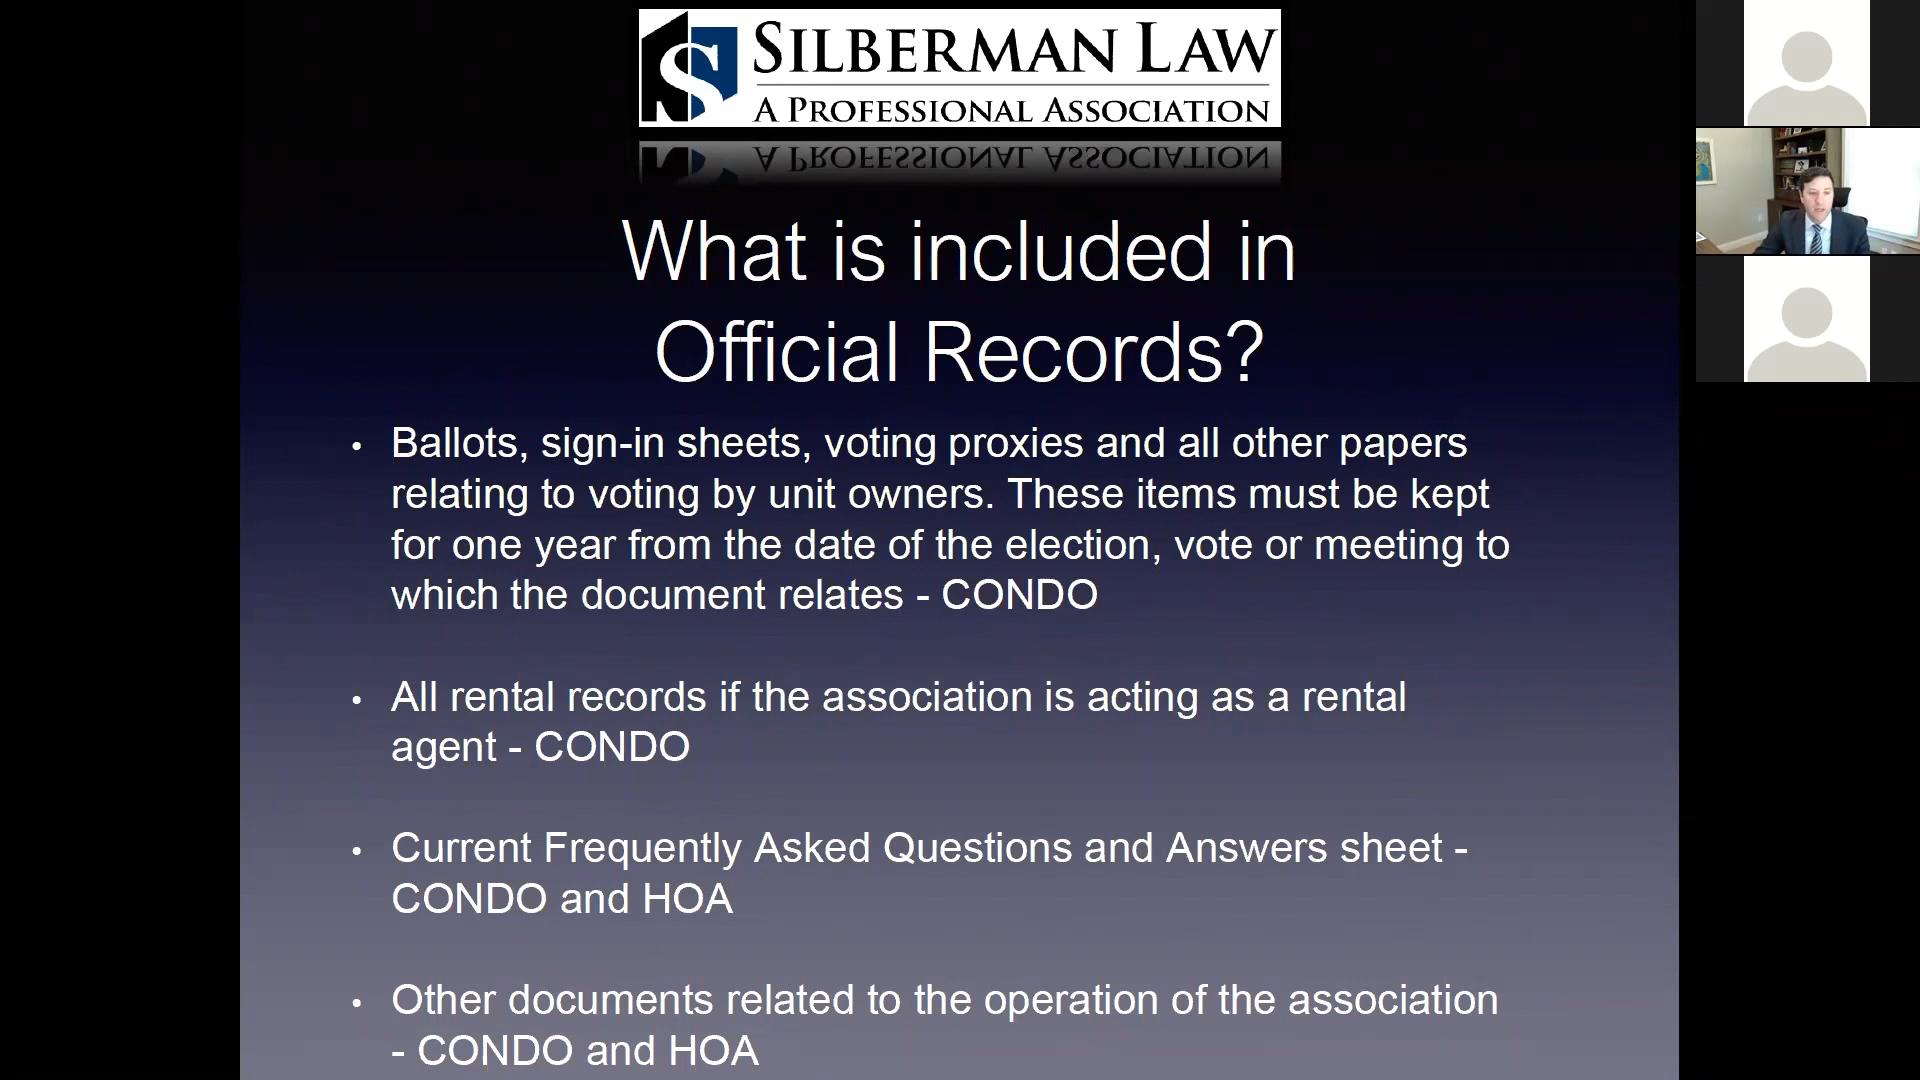 SILBERMAN LAW
A PROFESSIONAL ASSOCIATION
What is included in
Official Records?
• Ballots, sign-in sheets, voting proxies and all other papers
relating to voting by unit owners. These items must be kept
for one year from the date of the election, vote or meeting to
which the document relates - CONDO
• All rental records if the association is acting as a rental
agent - CONDO
• Current Frequently Asked Questions and Answers sheet -
CONDO and HOA
• Other documents related to the operation of the association
- CONDO and HOA